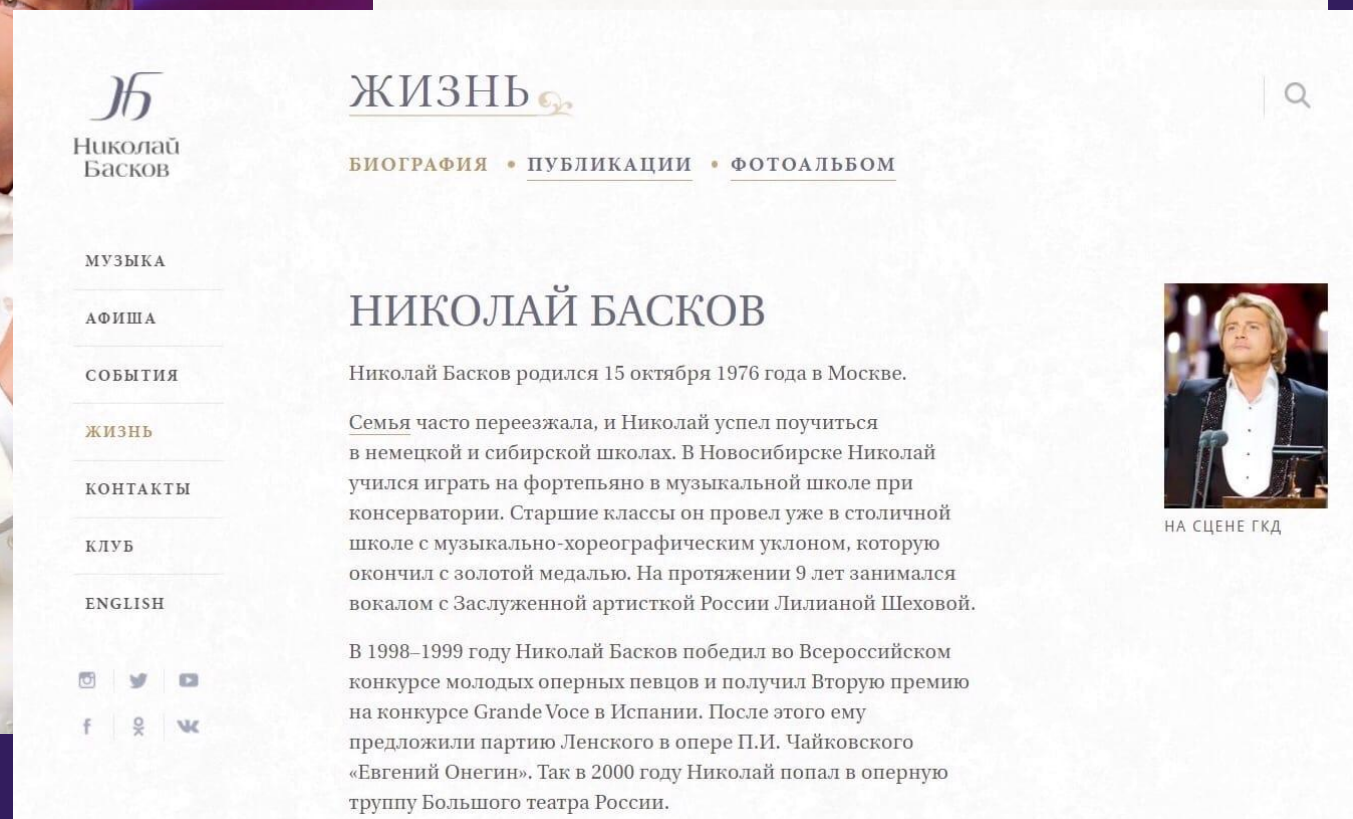 Николай
Басков
ЖИЗНЬ
БИОГРАФИЯ • ПУБЛИКАЦИИ • ФОТОАЛЬБОМ
МУЗЫКА
АФИША
СОБЫТИЯ
ЖИЗНЬ
КОНТАКТЫ
КЛУБ
ENGLISH
НИКОЛАЙ БАСКОВ
Николай Басков родился 15 октября 1976 года в Москве.
Семья часто переезжала, и Николай успел поучиться
в немецкой и сибирской школах. В Новосибирске Николай
учился играть на фортепьяно в музыкальной школе при
консерватории. Старшие классы он провел уже в столичной
школе с музыкально-хореографическим уклоном, которую
окончил с золотой медалью. На протяжении 9 лет занимался
вокалом с Заслуженной артисткой России Лилианой Шеховой.
В 1998–1999 году Николай Басков победил во Всероссийском
конкурсе молодых оперных певцов и получил Вторую премию
на конкурсе Grande Voce в Испании. После этого ему
предложили партию Ленского в опере П.И. Чайковского
«Евгений Онегин». Так в 2000 году Николай попал в оперную
труппу Большого театра России.
НА СЦЕНЕ ГКД